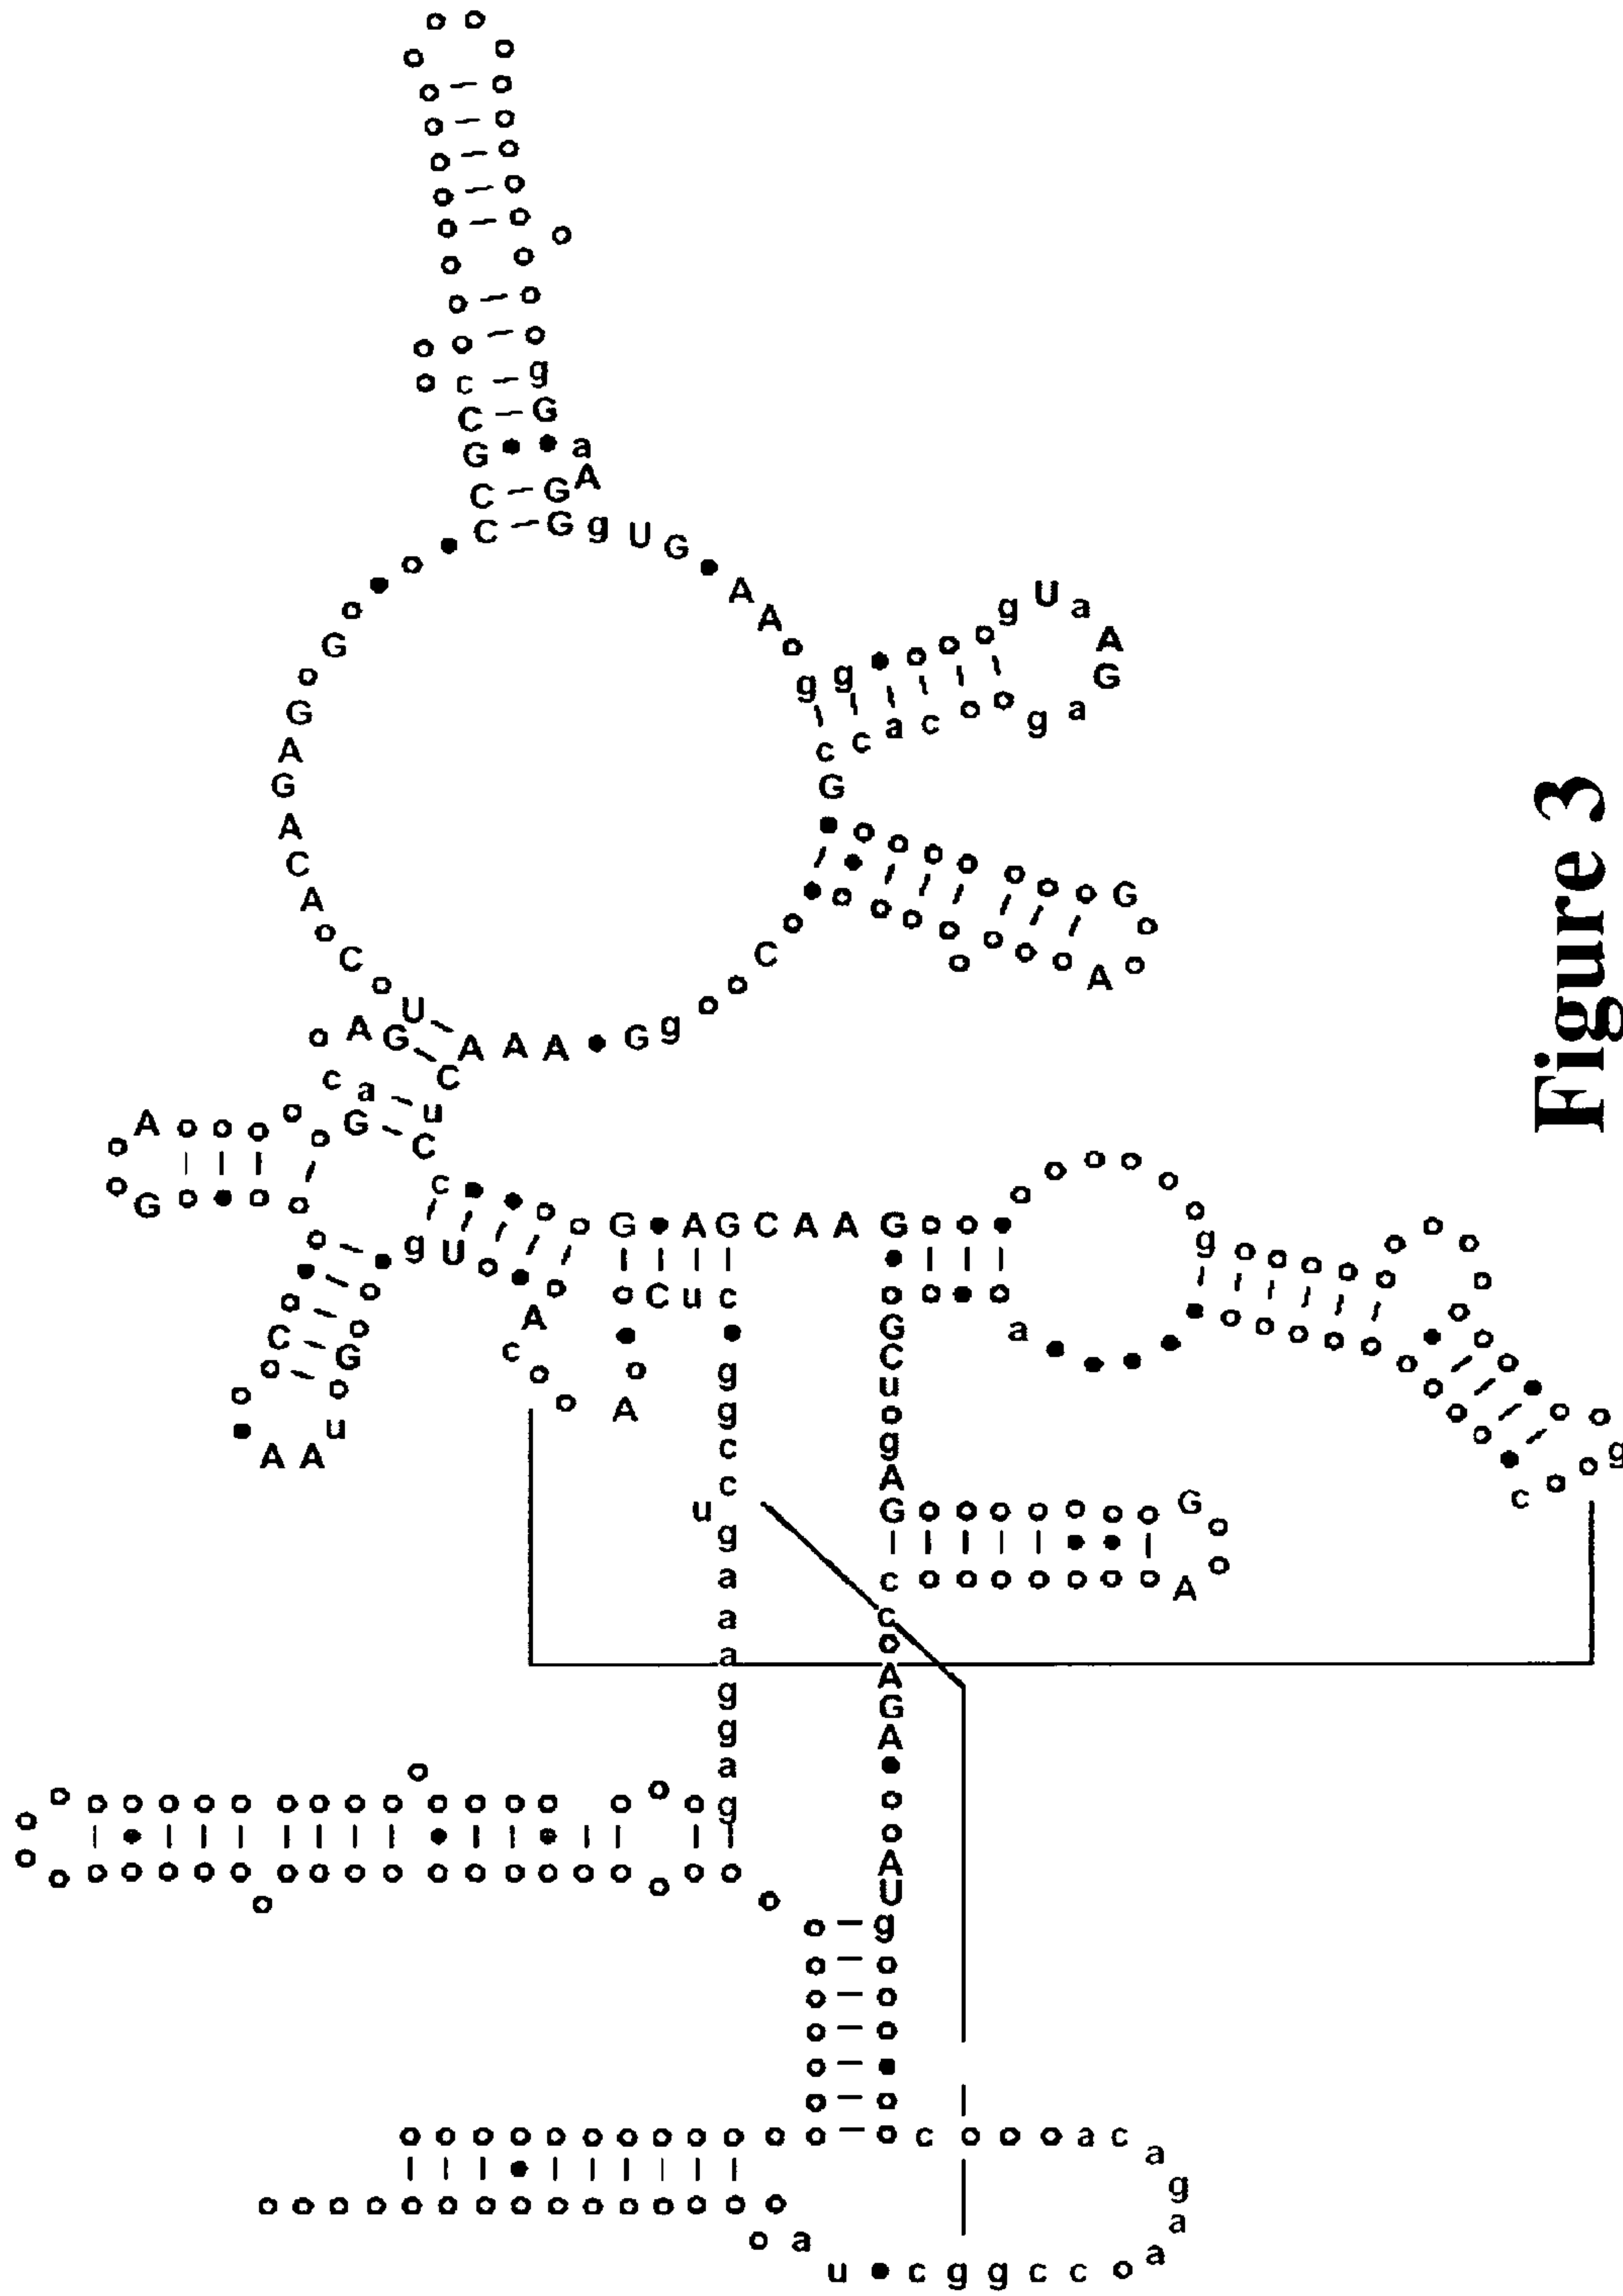 c C G C C
g G a A G G g U G A A g g
g U a A G a g
c a c c G
G A
C g G A A A
C u C c
G G A G A C A C U
G A a c G
A G
C A A u G g U
A c
G A G C A A G
C u c
A
g g c c u g a a a g g a g
G C u g A G
a g
g c
G A
c c A G A A U g
c a c a g a a c c g g c u a
Figure 3